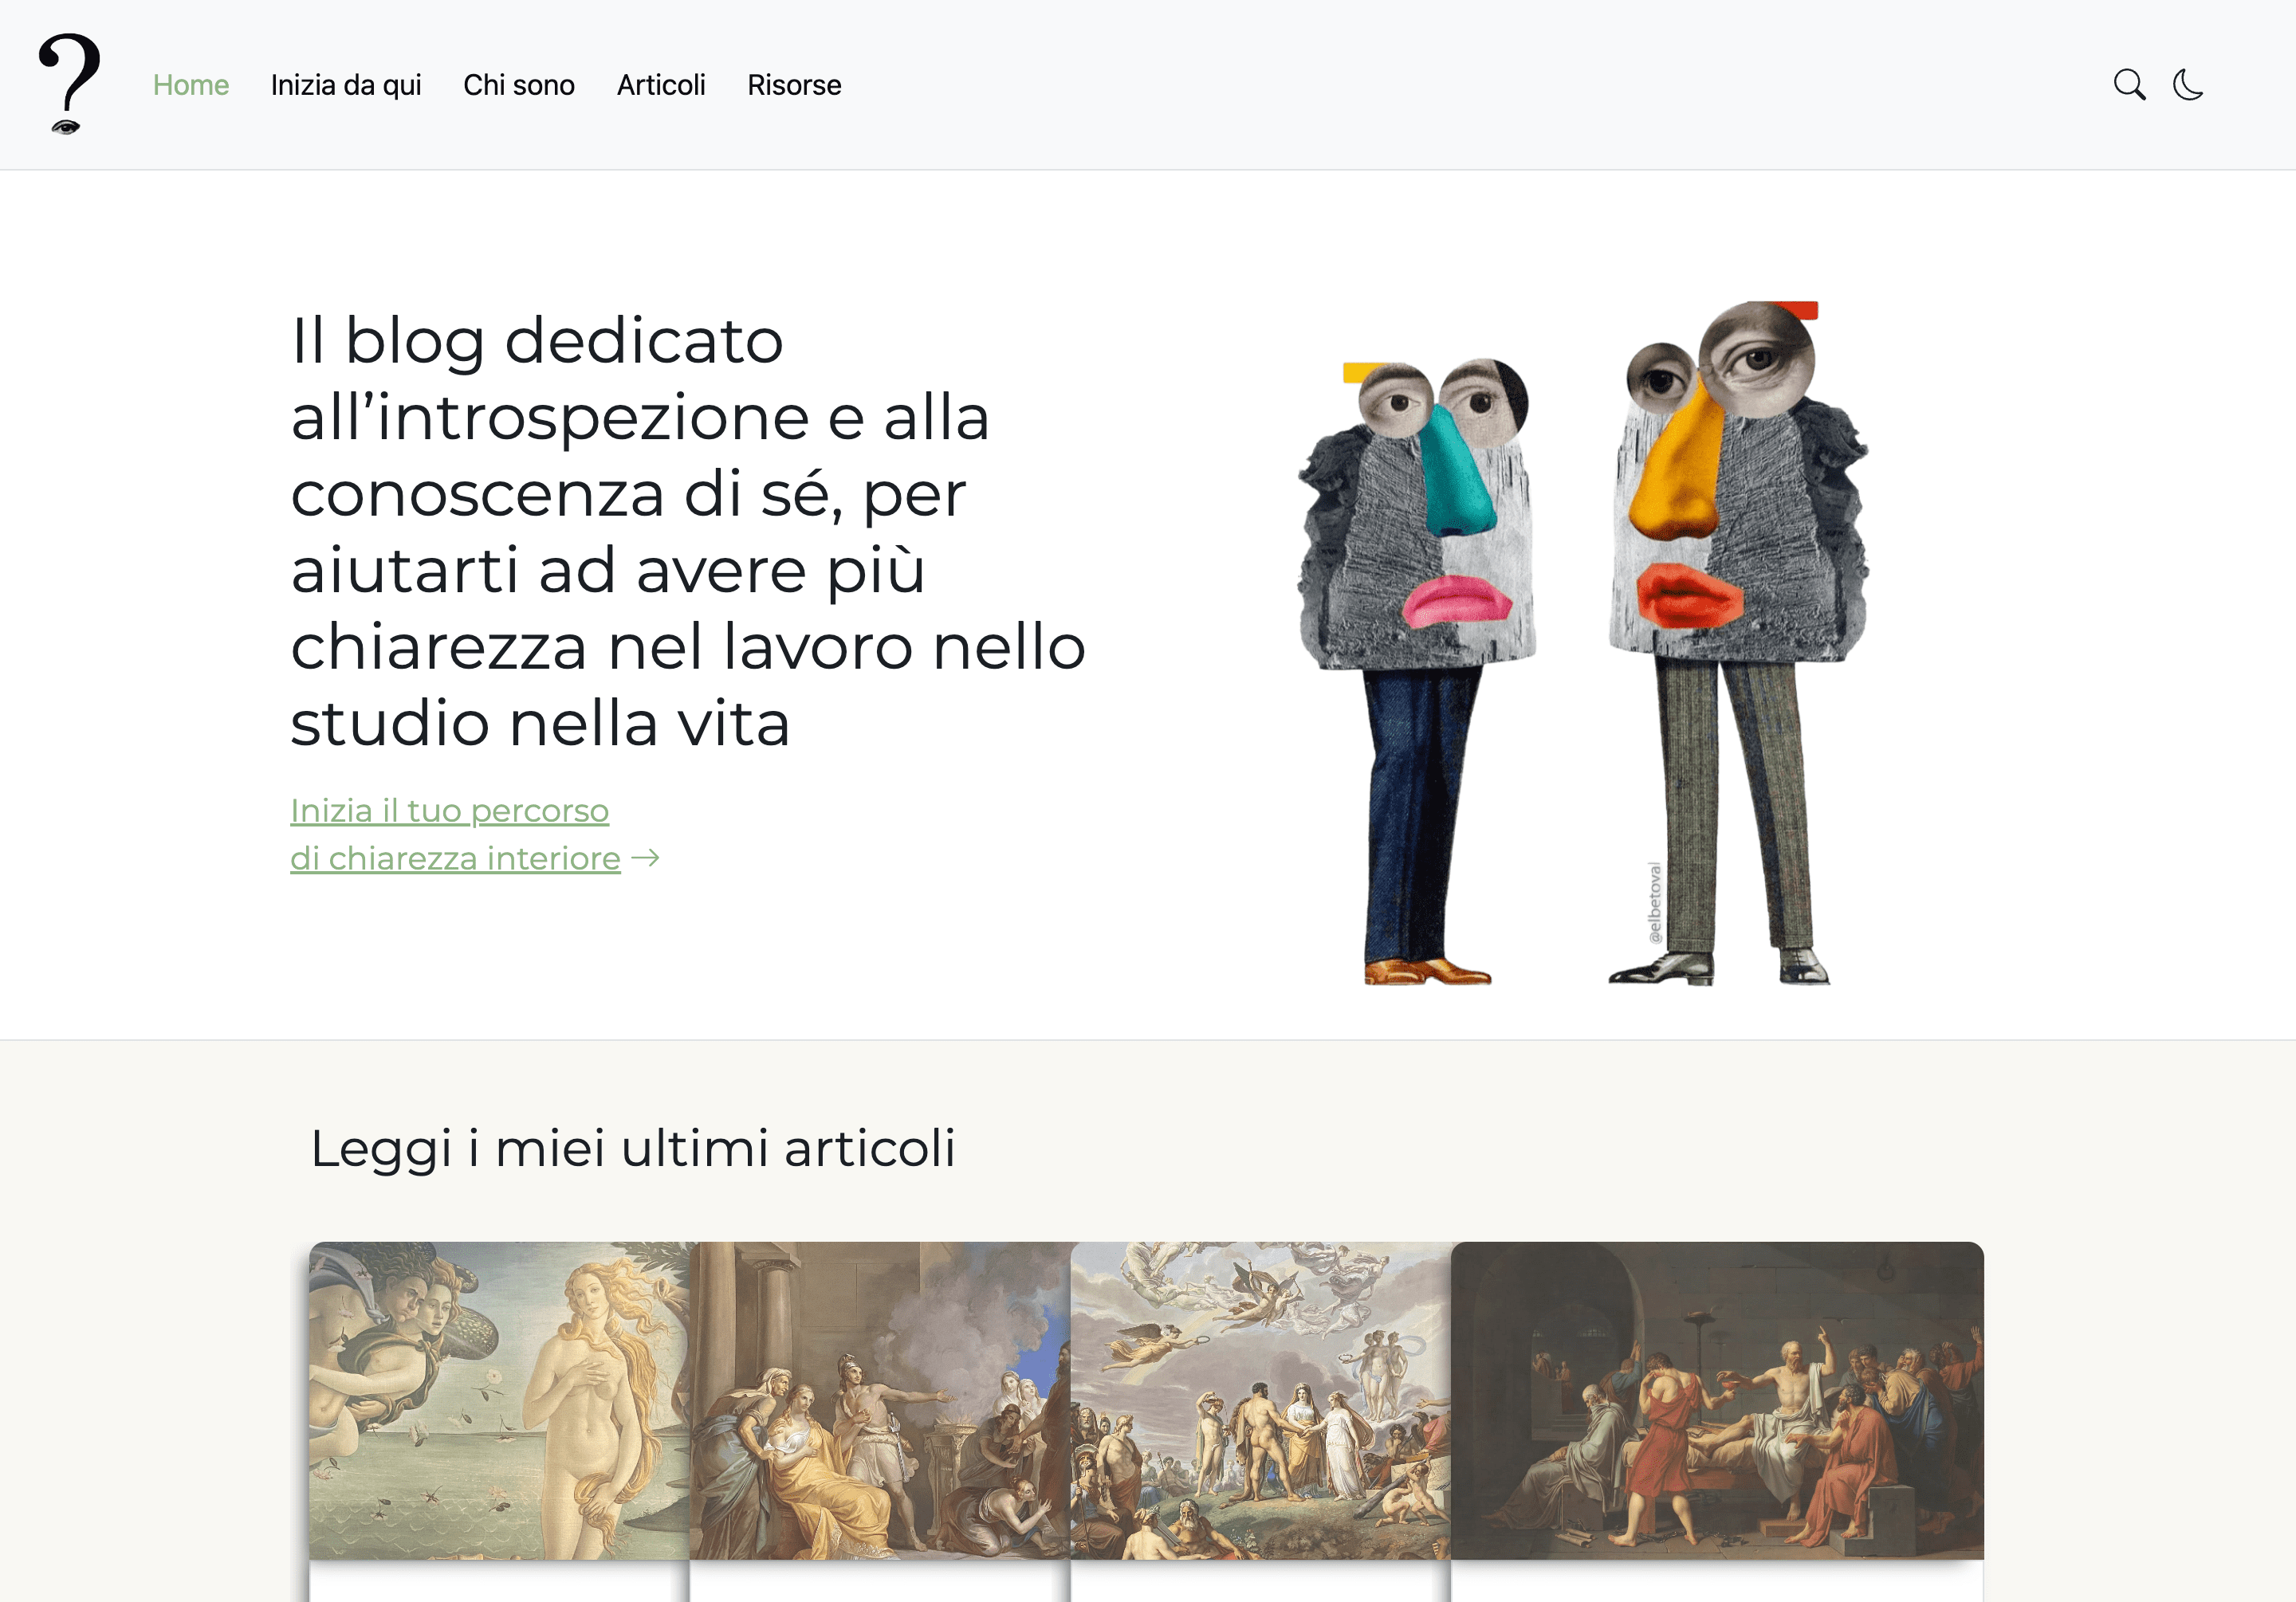 ?
Home
Inizia da qui
Chi sono
Articoli
Risorse
Il blog dedicato
all’introspezione e alla
conoscenza di sé, per
aiutarti ad avere più
chiarezza nel lavoro nello
studio nella vita
Inizia il tuo percorso
di chiarezza interiore →
@elbetoval
Leggi i miei ultimi articoli